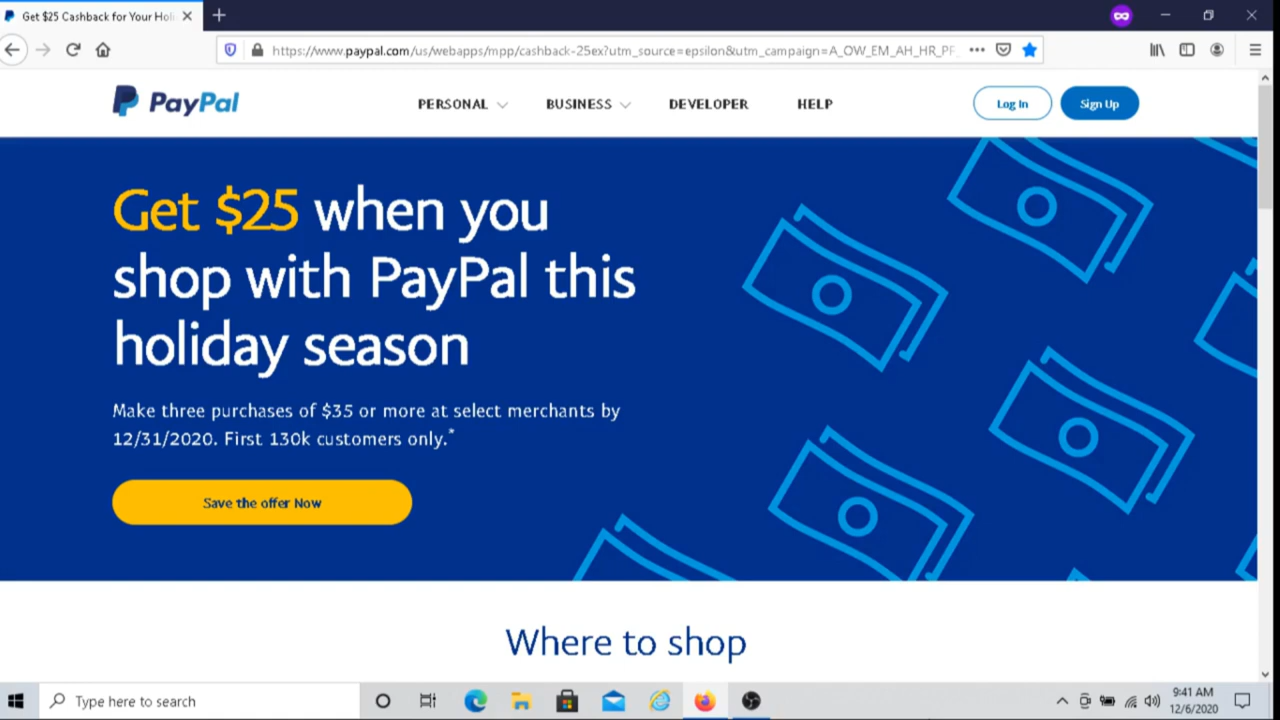 Get $25 Cashback for Your Holi
https://www.paypal.com/us/webapps/mpp/cashback-25ex?utm_source=epsilon&utm_campaign=A_OW_EM_AH_HR_PF
PayPal
PERSONAL
BUSINESS
DEVELOPER
HELP
Log In
Sign Up
Get $25 when you
shop with PayPal this
holiday season
Make three purchases of $35 or more at select merchants by
12/31/2020. First 130k customers only.*
Save the offer Now
Where to shop
Type here to search
9:41 AM
12/6/2020